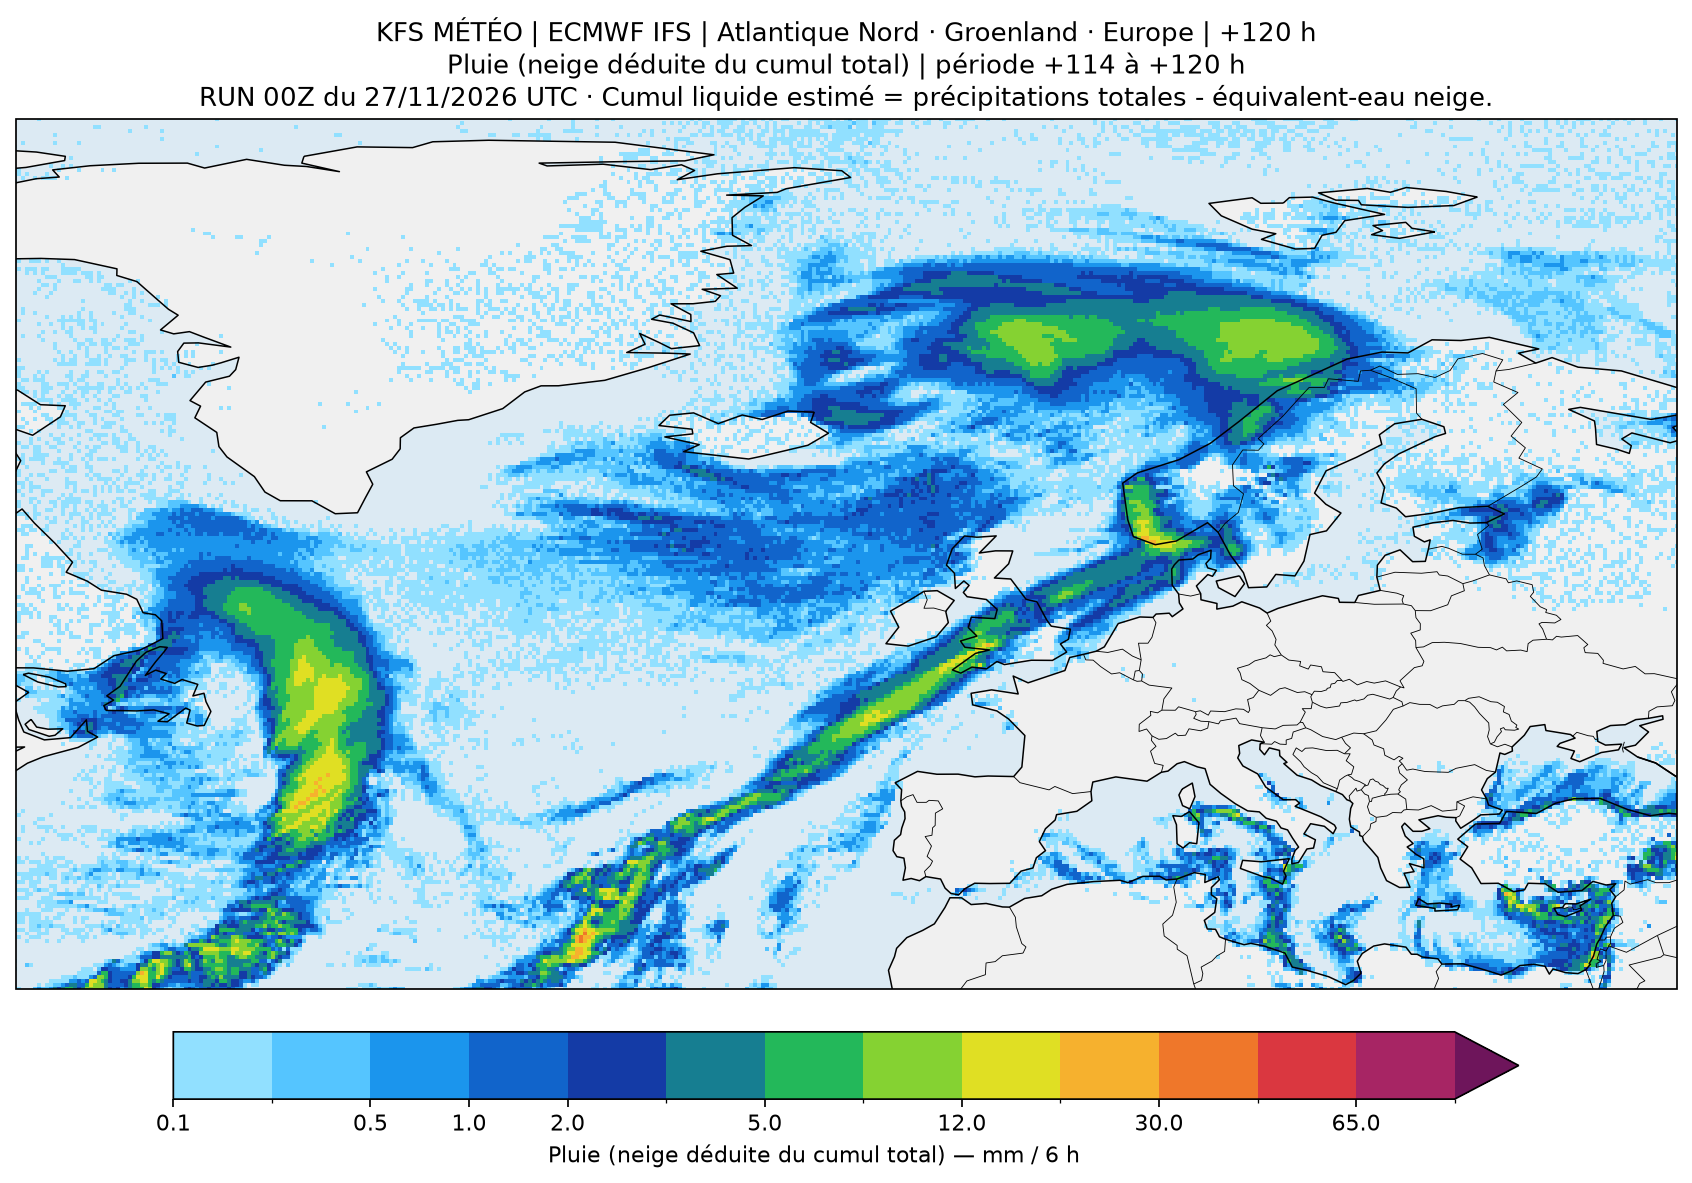 KFS MÉTÉO | ECMWF IFS | Atlantique Nord · Groenland · Europe | +120 h
Pluie (neige déduite du cumul total) | période +114 à +120 h
RUN 00Z du 27/11/2026 UTC · Cumul liquide estimé = précipitations totales - équivalent-eau neige.
0.1 0.5 1.0 2.0 5.0 12.0 30.0 65.0
Pluie (neige déduite du cumul total) — mm / 6 h